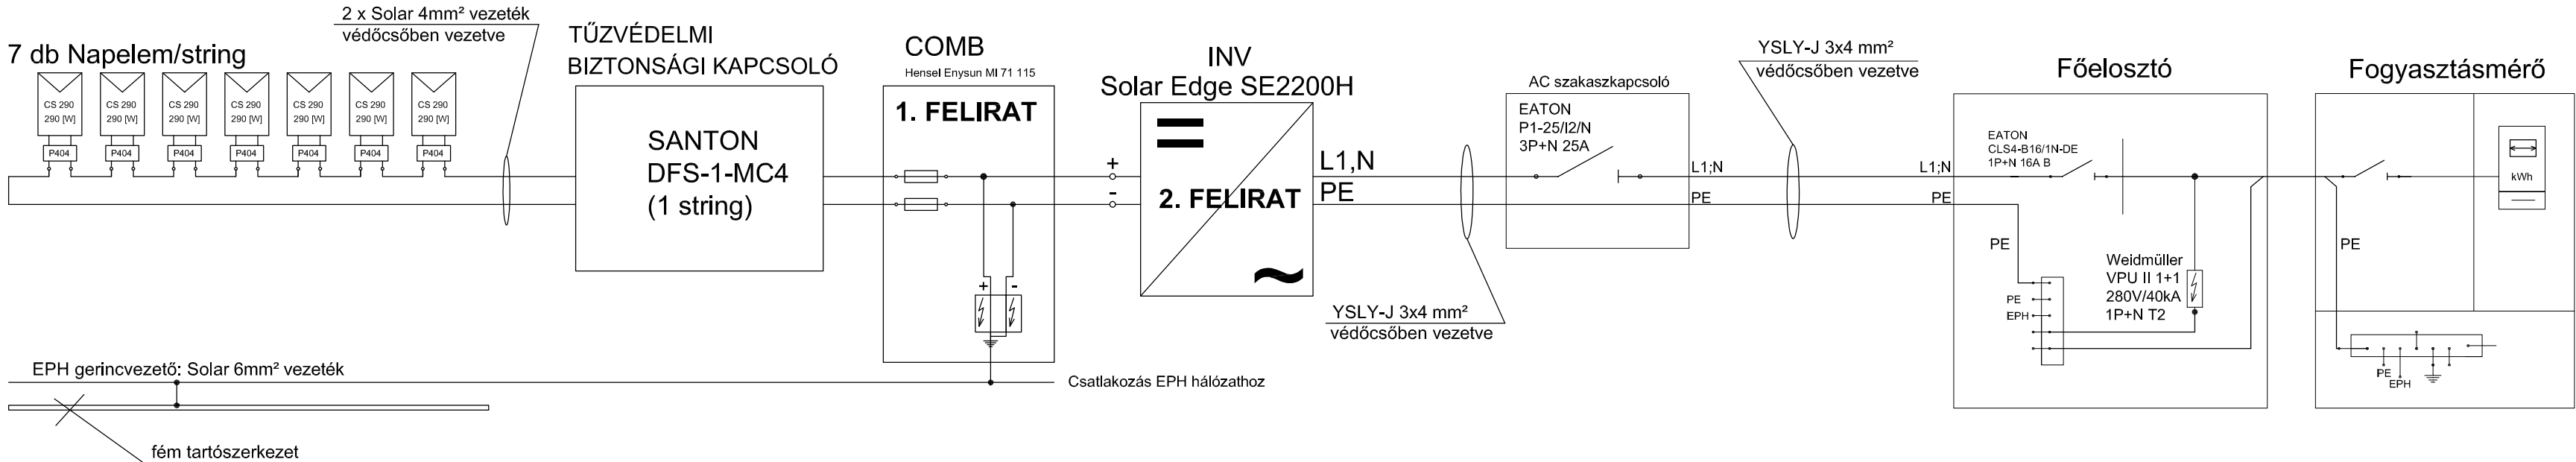 2 x Solar 4mm² vezeték
védőcsőben vezetve
7 db Napelem/string
CS 290
290 [W]
P404
CS 290
290 [W]
P404
CS 290
290 [W]
P404
CS 290
290 [W]
P404
CS 290
290 [W]
P404
CS 290
290 [W]
P404
CS 290
290 [W]
P404
TŰZVÉDELMI
BIZTONSÁGI KAPCSOLÓ
SANTON
DFS-1-MC4
(1 string)
COMB
Hensel Enysun MI 71 115
1. FELIRAT
+
-
+
-
INV
Solar Edge SE2200H
2. FELIRAT
L1,N
PE
YSLY-J 3x4 mm²
védőcsőben vezetve
AC szakaszkapcsoló
EATON
P1-25/I2/N
3P+N 25A
L1;N
PE
YSLY-J 3x4 mm²
védőcsőben vezetve
L1;N
PE
Főelosztó
EATON
CLS4-B16/1N-DE
1P+N 16A B
PE
PE
EPH
Weidmüller
VPU II 1+1
280V/40kA
1P+N T2
Fogyasztásmérő
kWh
PE
PE
EPH
EPH gerincvezető: Solar 6mm² vezeték
Csatlakozás EPH hálózathoz
fém tartószerkezet